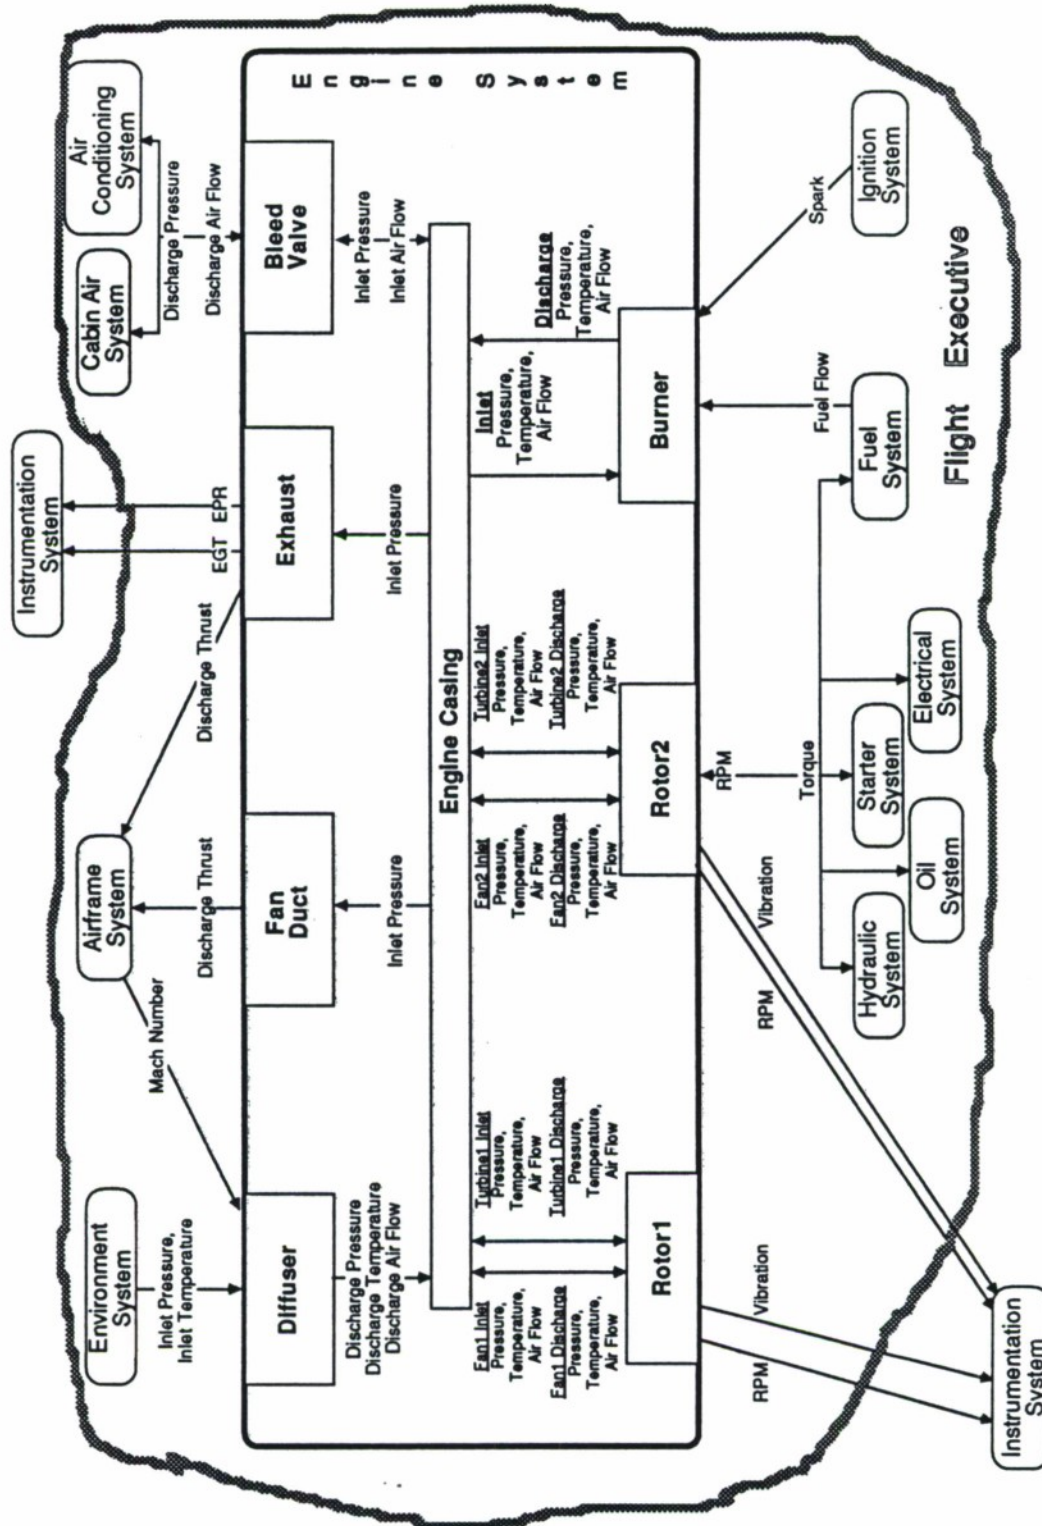 Environment
System
Inlet Pressure,
Inlet Temperature
Mach Number
Airframe
System
Discharge Thrust
Discharge Thrust
Instrumentation
System
EGT
EPR
Cabin Air
System
Air
Conditioning
System
Discharge Pressure
Discharge Air Flow
Diffuser
Fan
Duct
Exhaust
Bleed
Valve
Engine System
Discharge Pressure
Discharge Temperature
Discharge Air Flow
Inlet Pressure
Inlet Pressure
Inlet Pressure
Inlet Air Flow
Engine Casing
Fan1 Inlet
Pressure,
Temperature,
Air Flow
Fan1 Discharge
Pressure,
Temperature,
Air Flow
Turbine1 Inlet
Pressure,
Temperature,
Air Flow
Turbine1 Discharge
Pressure,
Temperature,
Air Flow
Fan2 Inlet
Pressure,
Temperature,
Air Flow
Fan2 Discharge
Pressure,
Temperature,
Air Flow
Turbine2 Inlet
Pressure,
Temperature,
Air Flow
Turbine2 Discharge
Pressure,
Temperature,
Air Flow
Inlet
Pressure,
Temperature,
Air Flow
Discharge
Pressure,
Temperature,
Air Flow
Rotor1
Rotor2
Burner
RPM
Vibration
RPM
Vibration
RPM
Torque
Fuel Flow
Spark
Hydraulic
System
Oil
System
Starter
System
Electrical
System
Fuel
System
Ignition
System
Flight Executive
Instrumentation
System